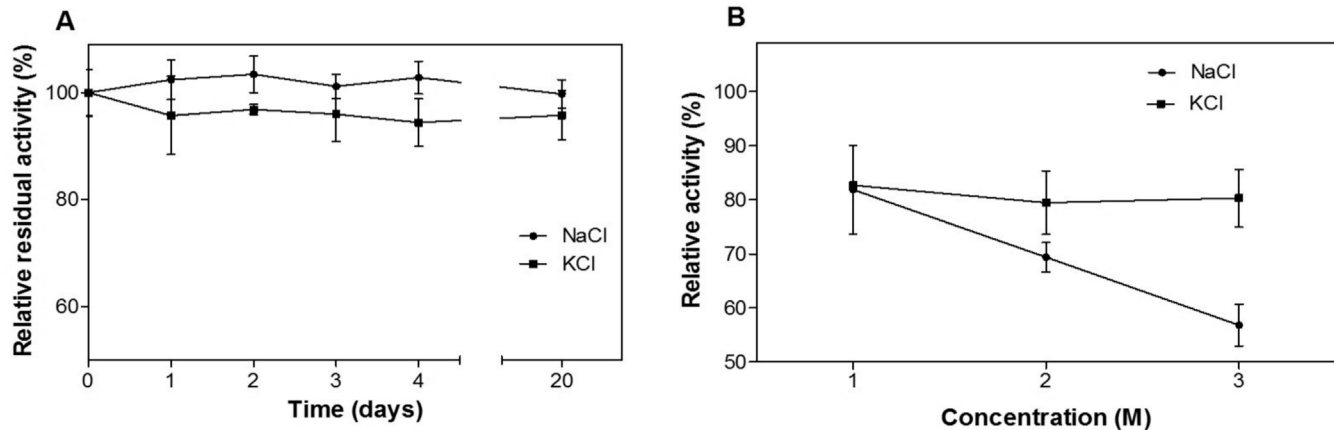 A
Relative residual activity (%)
100
80
60
NaCl
KCl
0 1 2 3 4 20
Time (days)
B
Relative activity (%)
100
90
80
70
60
50
NaCl
KCl
1 2 3
Concentration (M)